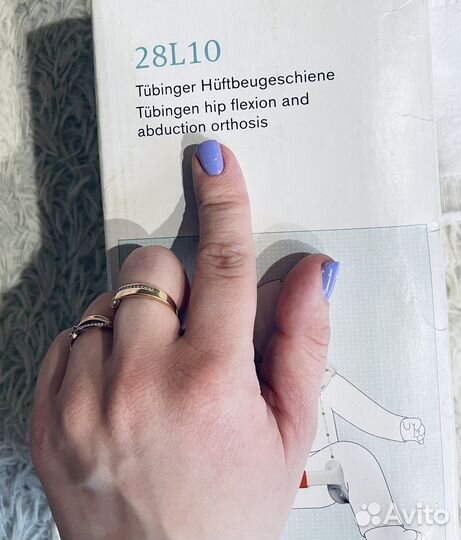 28L10
Tübinger Hüftbeugeschiene
Tübingen hip flexion and
abduction orthosis
Avito